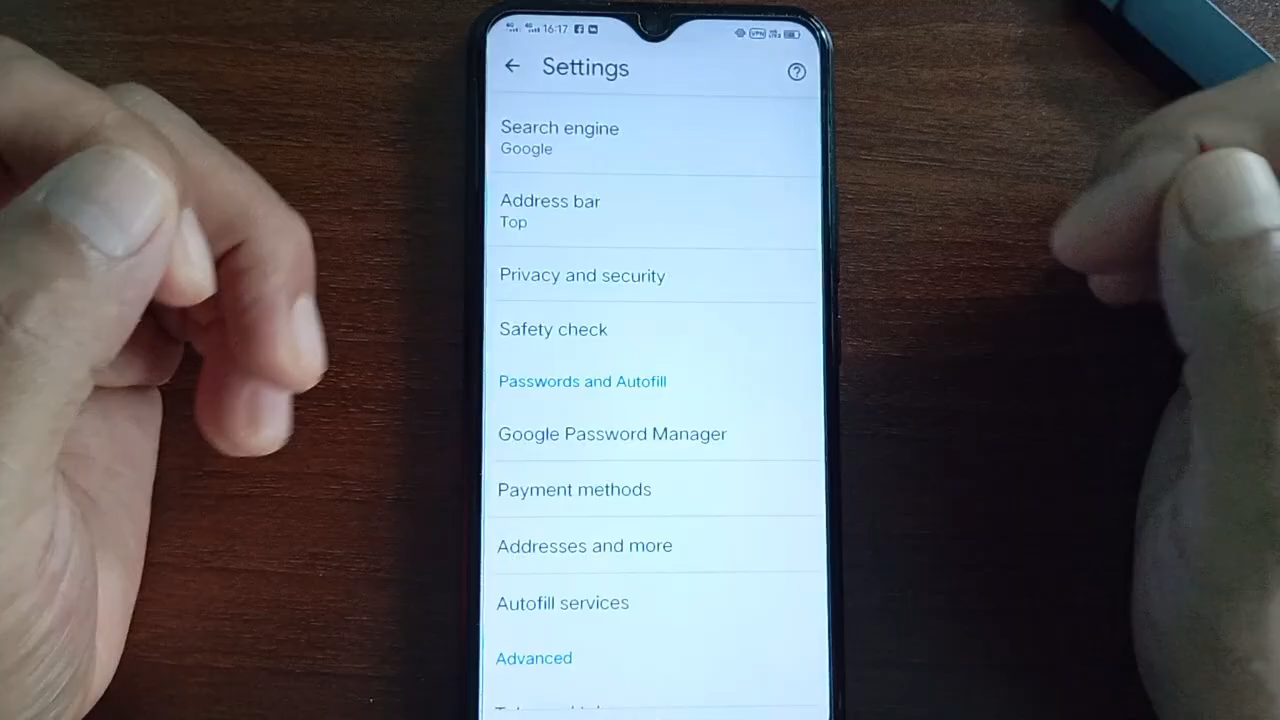 16:17
VPN
Settings
Search engine
Google
Address bar
Top
Privacy and security
Safety check
Passwords and Autofill
Google Password Manager
Payment methods
Addresses and more
Autofill services
Advanced